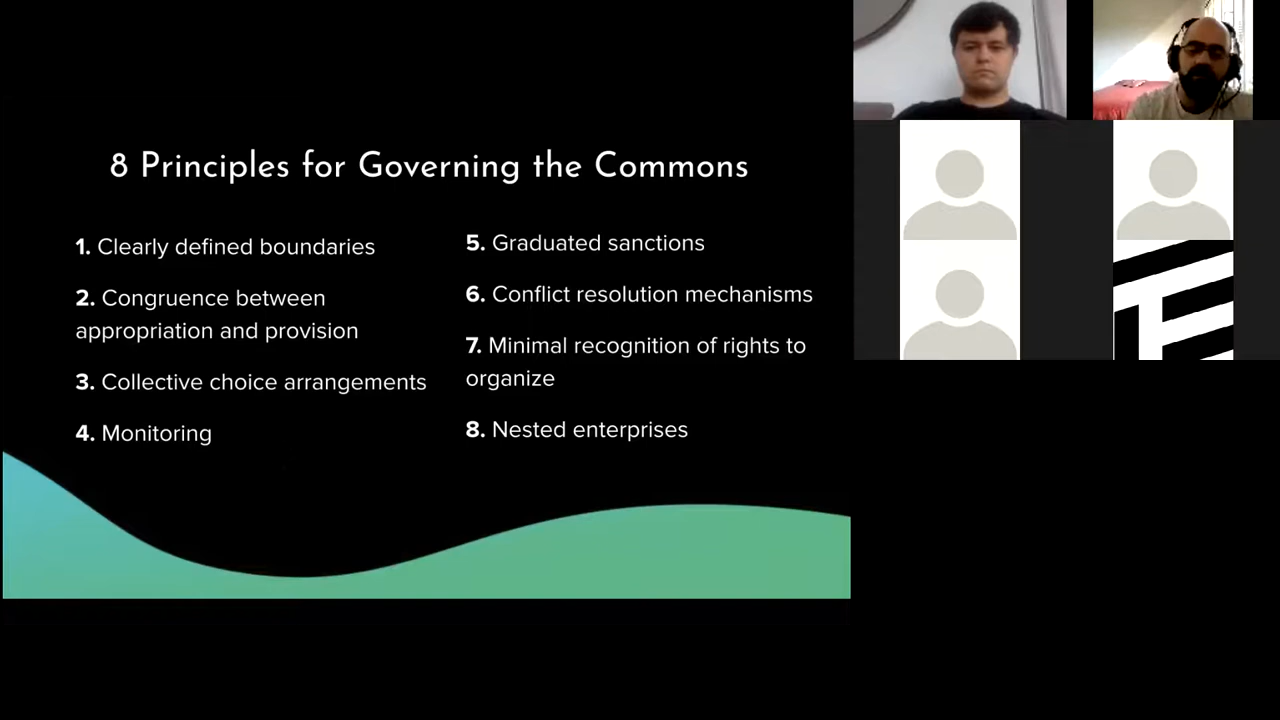 8 Principles for Governing the Commons
1. Clearly defined boundaries
2. Congruence between
appropriation and provision
3. Collective choice arrangements
4. Monitoring
5. Graduated sanctions
6. Conflict resolution mechanisms
7. Minimal recognition of rights to
organize
8. Nested enterprises